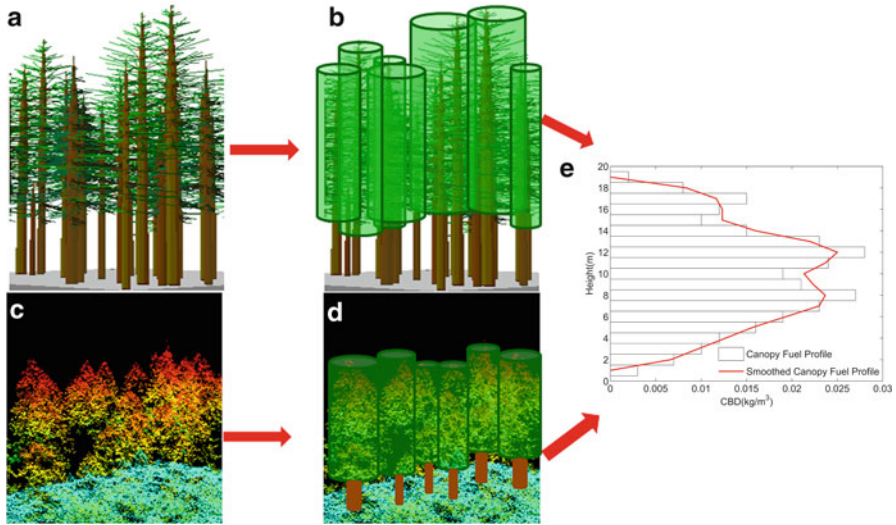 a
b
c
d
e
20
18
16
14
12
10
8
6
4
2
0
Height(m)
Canopy Fuel Profile
Smoothed Canopy Fuel Profile
0
0.005
0.01
0.015
0.02
0.025
0.03
CBD(kg/m³)